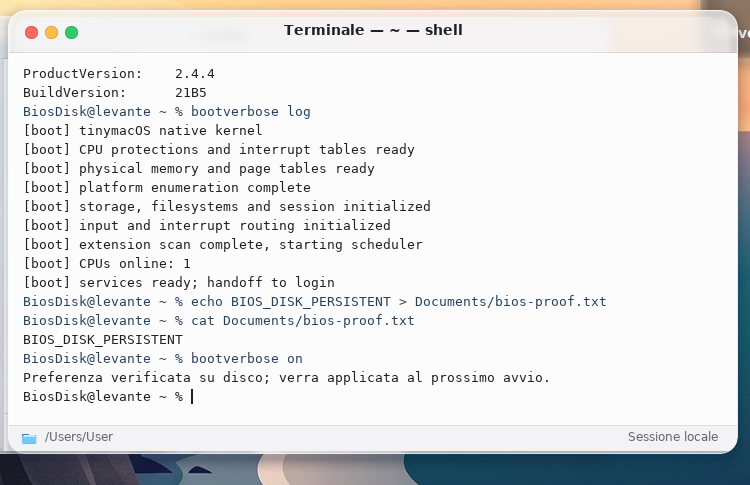 Terminale — ~ — shell
ProductVersion:    2.4.4
BuildVersion:      21B5
BiosDisk@levante ~ % bootverbose log
[boot] tinymacOS native kernel
[boot] CPU protections and interrupt tables ready
[boot] physical memory and page tables ready
[boot] platform enumeration complete
[boot] storage, filesystems and session initialized
[boot] input and interrupt routing initialized
[boot] extension scan complete, starting scheduler
[boot] CPUs online: 1
[boot] services ready; handoff to login
BiosDisk@levante ~ % echo BIOS_DISK_PERSISTENT > Documents/bios-proof.txt
BiosDisk@levante ~ % cat Documents/bios-proof.txt
BIOS_DISK_PERSISTENT
BiosDisk@levante ~ % bootverbose on
Preferenza verificata su disco; verra applicata al prossimo avvio.
BiosDisk@levante ~ %
/Users/User
Sessione locale